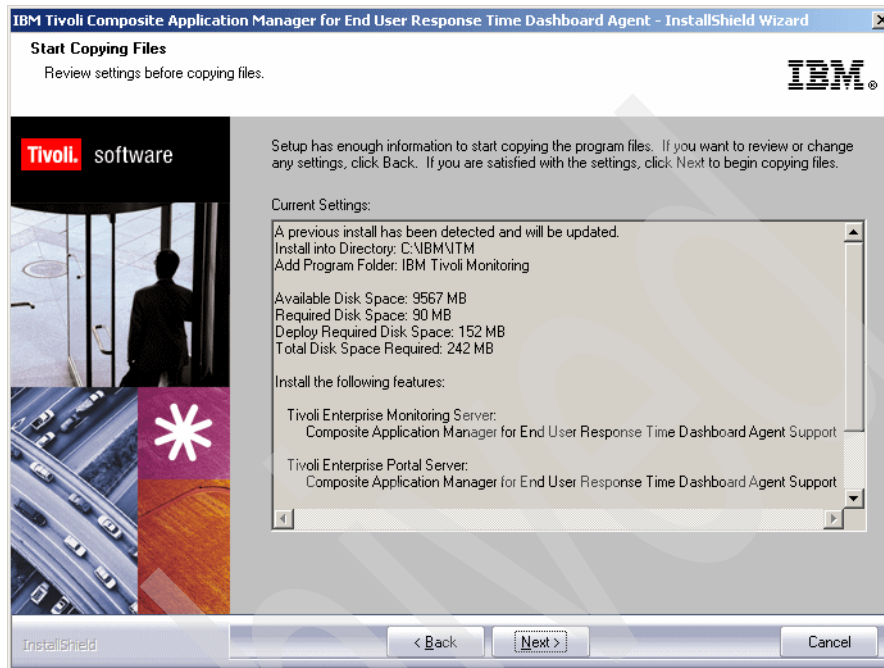 IBM Tivoli Composite Application Manager for End User Response Time Dashboard Agent - InstallShield Wizard
Start Copying Files
Review settings before copying files.
IBM®
Tivoli. software
Setup has enough information to start copying the program files. If you want to review or change
any settings, click Back. If you are satisfied with the settings, click Next to begin copying files.
Current Settings:
A previous install has been detected and will be updated.
Install into Directory: C:\IBM\ITM
Add Program Folder: IBM Tivoli Monitoring
Available Disk Space: 9567 MB
Required Disk Space: 90 MB
Deploy Required Disk Space: 152 MB
Total Disk Space Required: 242 MB
Install the following features:
Tivoli Enterprise Monitoring Server:
Composite Application Manager for End User Response Time Dashboard Agent Support
Tivoli Enterprise Portal Server:
Composite Application Manager for End User Response Time Dashboard Agent Support
InstallShield
< Back
Next >
Cancel